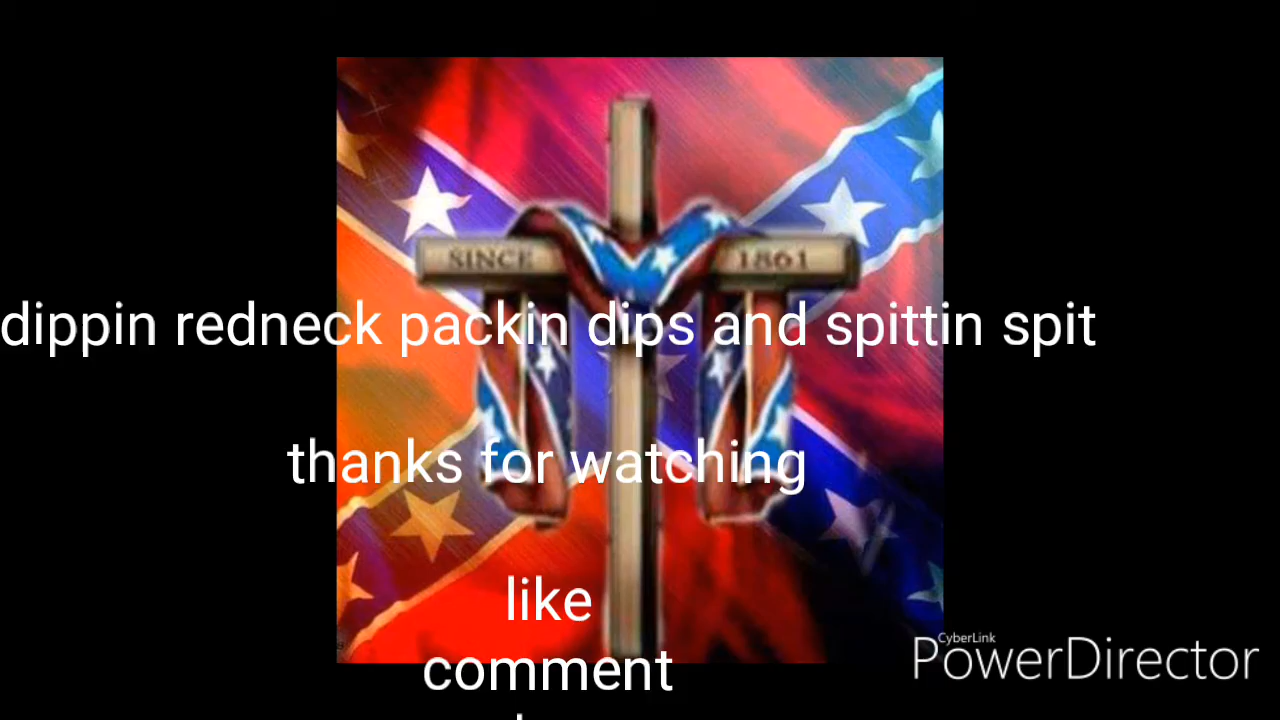 SINCE 1861
dippin redneck packin dips and spittin spit
thanks for watching
like
CyberLink
PowerDirector
comment